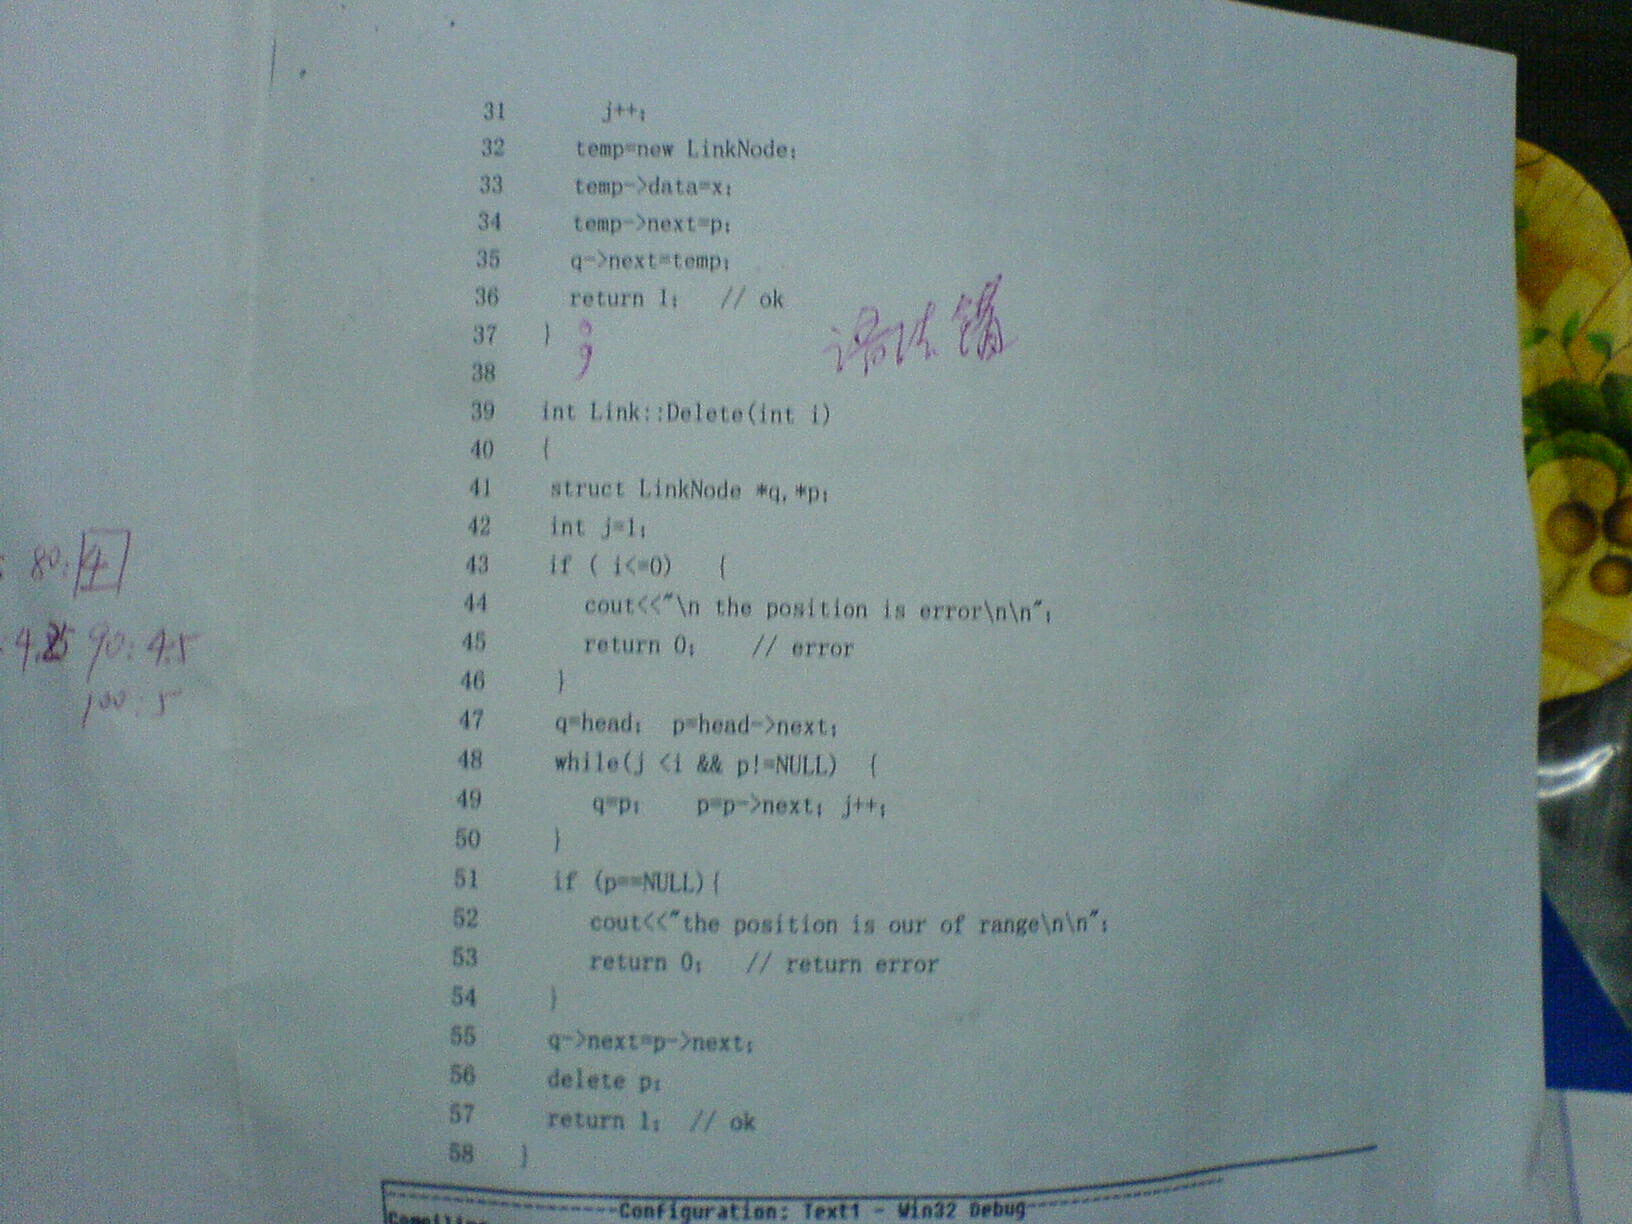 31 j++;
32 temp=new LinkNode;
33 temp->data=x;
34 temp->next=p;
35 q->next=temp;
36 return 1; // ok
37 } ;
语法错
38
39 int Link::Delete(int i)
40 {
41 struct LinkNode *q,*p;
42 int j=1;
43 if ( i<=0) {
44 cout<<"\n the position is error\n\n";
45 return 0; // error
46 }
47 q=head; p=head->next;
48 while(j <i && p!=NULL) {
49 q=p; p=p->next; j++;
50 }
51 if (p==NULL){
52 cout<<"the position is our of range\n\n";
53 return 0; // return error
54 }
55 q->next=p->next;
56 delete p;
57 return 1; // ok
58 }
80: 4
90: 4.5
100: 5
Configuration: Text1 - Win32 Debug
Compiling